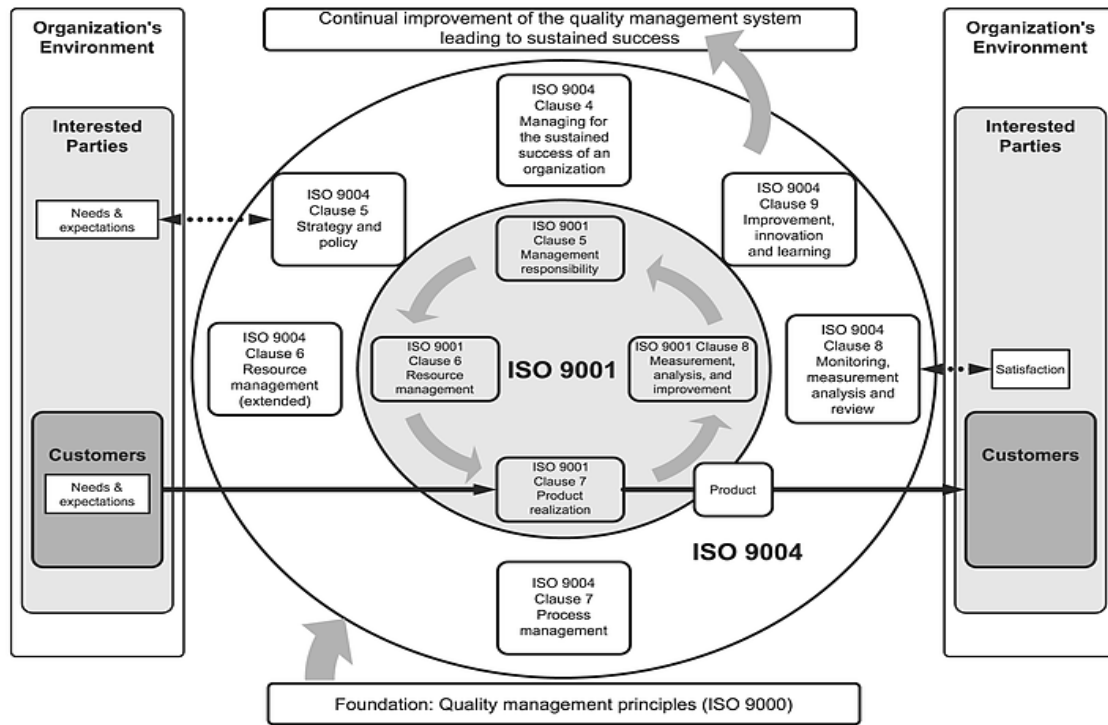 Continual improvement of the quality management system
leading to sustained success
Organization's
Environment
Interested
Parties
Needs &
expectations
Customers
Needs &
expectations
ISO 9004
Clause 4
Managing for
the sustained
success of an
organization
ISO 9004
Clause 5
Strategy and
policy
ISO 9004
Clause 9
Improvement,
innovation
and learning
ISO 9001
Clause 5
Management
responsibility
ISO 9004
Clause 6
Resource
management
(extended)
ISO 9001
Clause 6
Resource
management
ISO 9001
ISO 9001 Clause 8
Measurement,
analysis, and
improvement
ISO 9004
Clause 8
Monitoring,
measurement
analysis and
review
ISO 9001
Clause 7
Product
realization
Product
ISO 9004
ISO 9004
Clause 7
Process
management
Organization's
Environment
Interested
Parties
Satisfaction
Customers
Foundation: Quality management principles (ISO 9000)